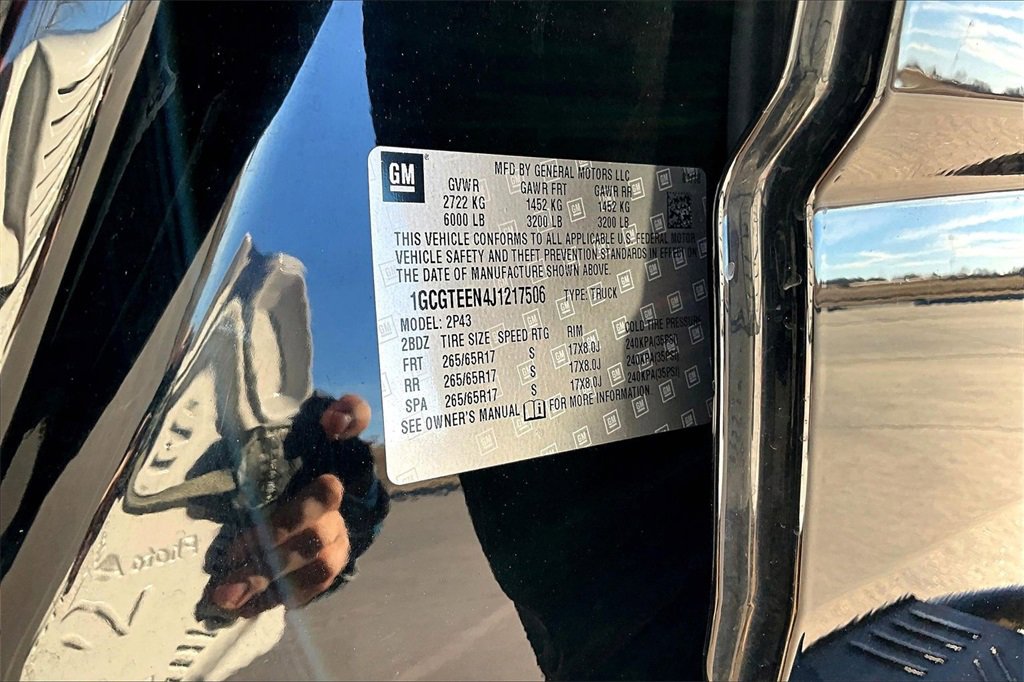 GM
MFD BY GENERAL MOTORS LLC
GVWR GAWR FRT GAWR RR
2722 KG 1452 KG 1452 KG
6000 LB 3200 LB 3200 LB
THIS VEHICLE CONFORMS TO ALL APPLICABLE U.S. FEDERAL MOTOR
VEHICLE SAFETY AND THEFT PREVENTION STANDARDS IN EFFECT ON
THE DATE OF MANUFACTURE SHOWN ABOVE.
1GCGTEEN4J1217506 TYPE: TRUCK
MODEL: 2P43
2BDZ TIRE SIZE SPEED RTG RIM COLD TIRE PRESSURE
FRT 265/65R17 S 17X8.0J 240KPA(35PSI)
RR 265/65R17 S 17X8.0J 240KPA(35PSI)
SPA 265/65R17 S 17X8.0J 240KPA(35PSI)
SEE OWNER'S MANUAL FOR MORE INFORMATION